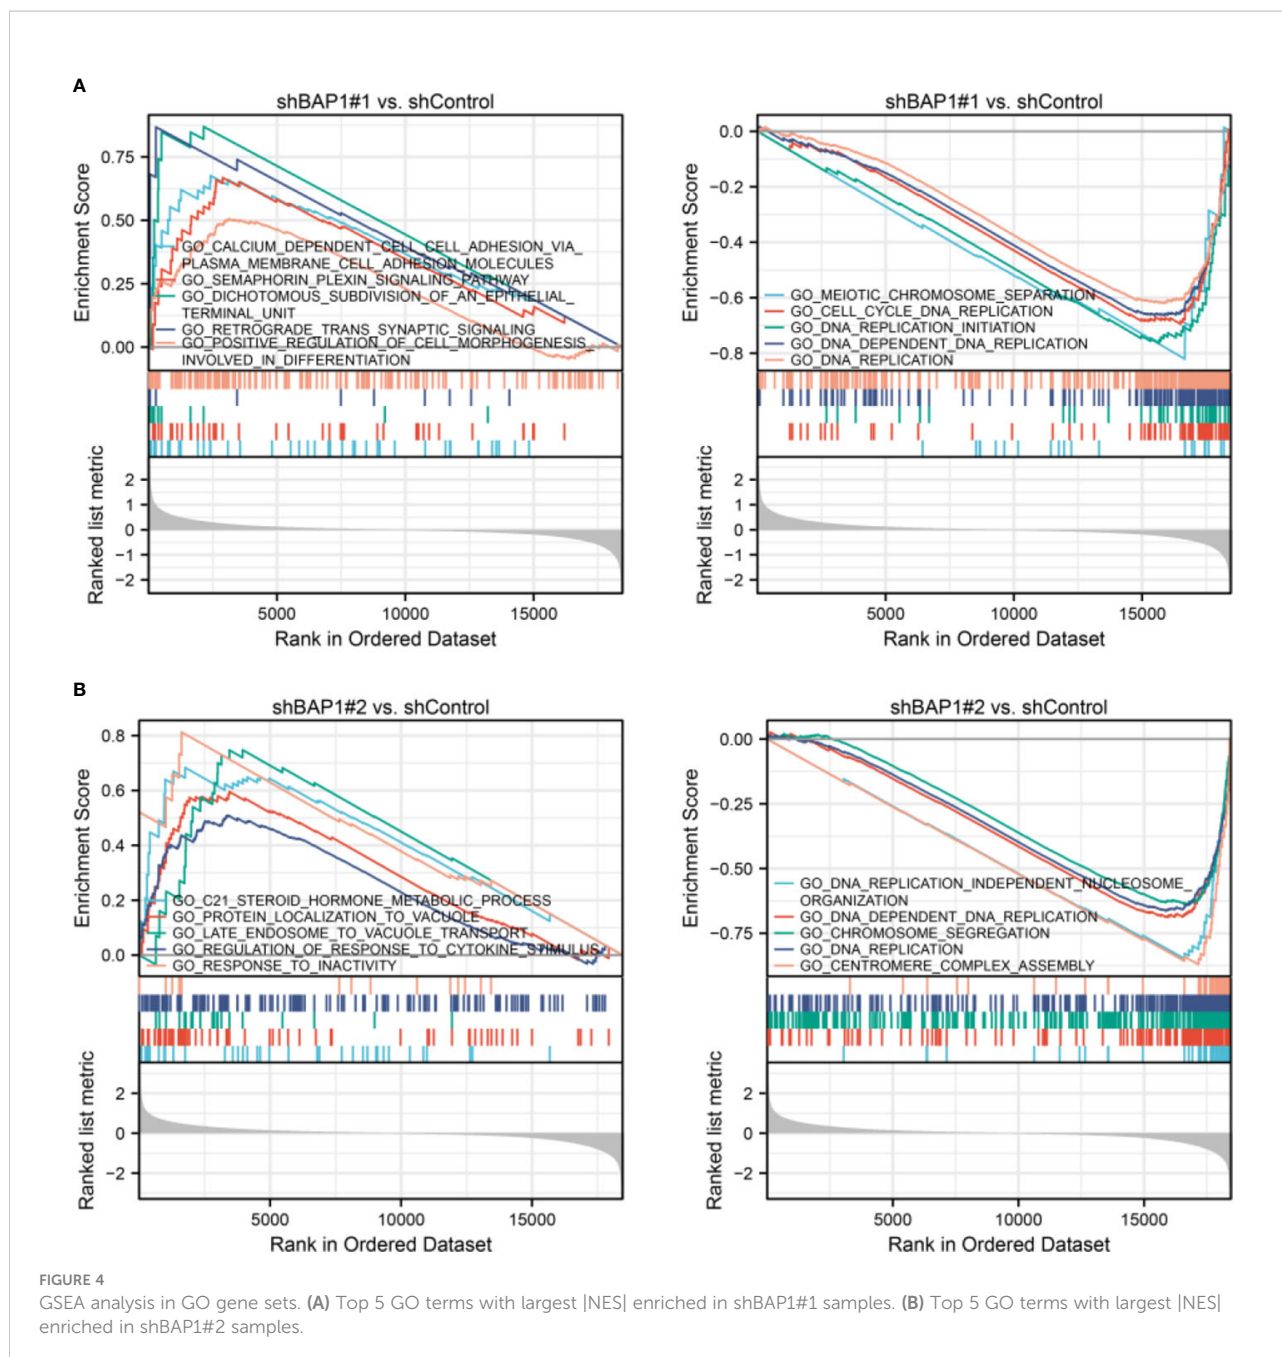 A
shBAP1#1 vs. shControl
Enrichment Score
0.75
0.50
0.25
0.00
GO_CALCIUM_DEPENDENT_CELL_CELL_ADHESION_VIA_
PLASMA_MEMBRANE_CELL_ADHESION_MOLECULES
GO_SEMAPHORIN_PLEXIN_SIGNALING_PATHWAY
GO_DICHOTOMOUS_SUBDIVISION_OF_AN_EPITHELIAL_
TERMINAL_UNIT
GO_RETROGRADE_TRANS_SYNAPTIC_SIGNALING
GO_POSITIVE_REGULATION_OF_CELL_MORPHOGENESIS_
INVOLVED_IN_DIFFERENTIATION
Ranked list metric
2
1
0
−1
−2
5000 10000 15000
Rank in Ordered Dataset
shBAP1#1 vs. shControl
Enrichment Score
0.0
−0.2
−0.4
−0.6
−0.8
GO_MEIOTIC_CHROMOSOME_SEPARATION
GO_CELL_CYCLE_DNA_REPLICATION
GO_DNA_REPLICATION_INITIATION
GO_DNA_DEPENDENT_DNA_REPLICATION
GO_DNA_REPLICATION
Ranked list metric
2
1
0
−1
−2
5000 10000 15000
Rank in Ordered Dataset
B
shBAP1#2 vs. shControl
Enrichment Score
0.8
0.6
0.4
0.2
0.0
GO_C21_STEROID_HORMONE_METABOLIC_PROCESS
GO_PROTEIN_LOCALIZATION_TO_VACUOLE
GO_LATE_ENDOSOME_TO_VACUOLE_TRANSPORT
GO_REGULATION_OF_RESPONSE_TO_CYTOKINE_STIMULUS
GO_RESPONSE_TO_INACTIVITY
Ranked list metric
2
0
−2
5000 10000 15000
Rank in Ordered Dataset
shBAP1#2 vs. shControl
Enrichment Score
0.00
−0.25
−0.50
−0.75
GO_DNA_REPLICATION_INDEPENDENT_NUCLEOSOME_
ORGANIZATION
GO_DNA_DEPENDENT_DNA_REPLICATION
GO_CHROMOSOME_SEGREGATION
GO_DNA_REPLICATION
GO_CENTROMERE_COMPLEX_ASSEMBLY
Ranked list metric
2
0
−2
5000 10000 15000
Rank in Ordered Dataset
FIGURE 4
GSEA analysis in GO gene sets. (A) Top 5 GO terms with largest |NES| enriched in shBAP1#1 samples. (B) Top 5 GO terms with largest |NES|
enriched in shBAP1#2 samples.